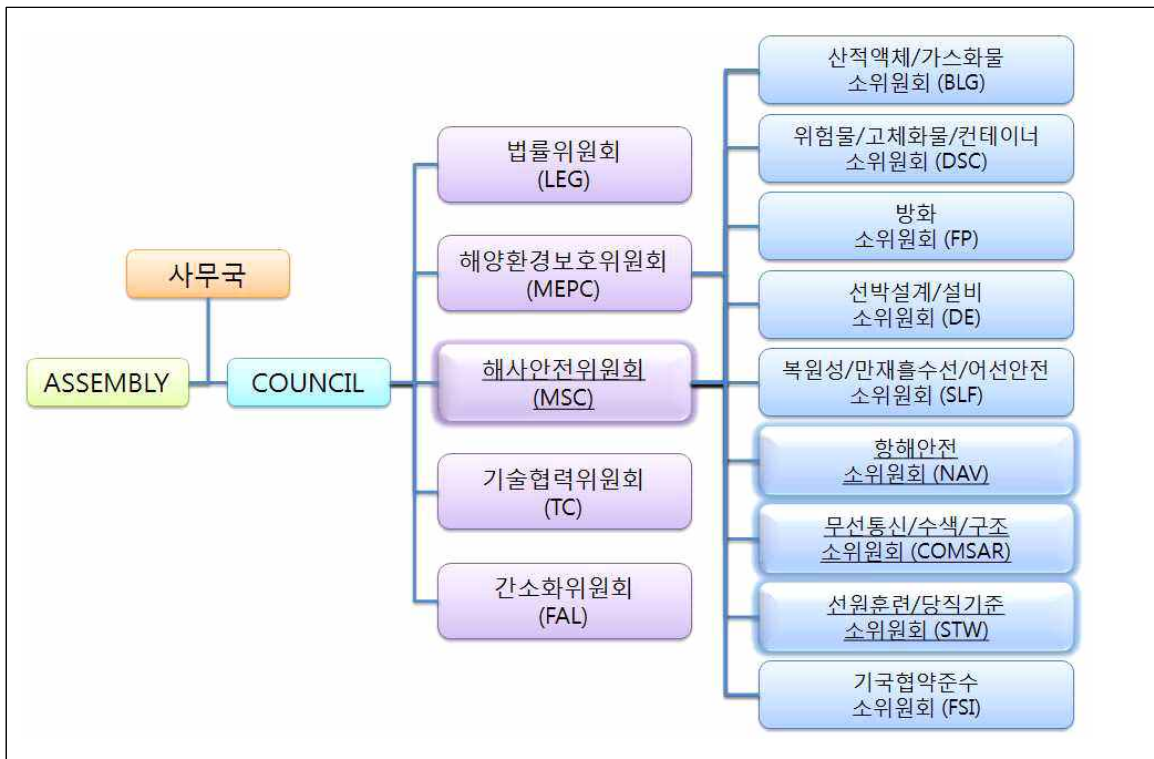 사무국
ASSEMBLY
COUNCIL
법률위원회
(LEG)
해양환경보호위원회
(MEPC)
해사안전위원회
(MSC)
기술협력위원회
(TC)
간소화위원회
(FAL)
산적액체/가스화물
소위원회 (BLG)
위험물/고체화물/컨테이너
소위원회 (DSC)
방화
소위원회 (FP)
선박설계/설비
소위원회 (DE)
복원성/만재흘수선/어선안전
소위원회 (SLF)
항해안전
소위원회 (NAV)
무선통신/수색/구조
소위원회 (COMSAR)
선원훈련/당직기준
소위원회 (STW)
기국협약준수
소위원회 (FSI)